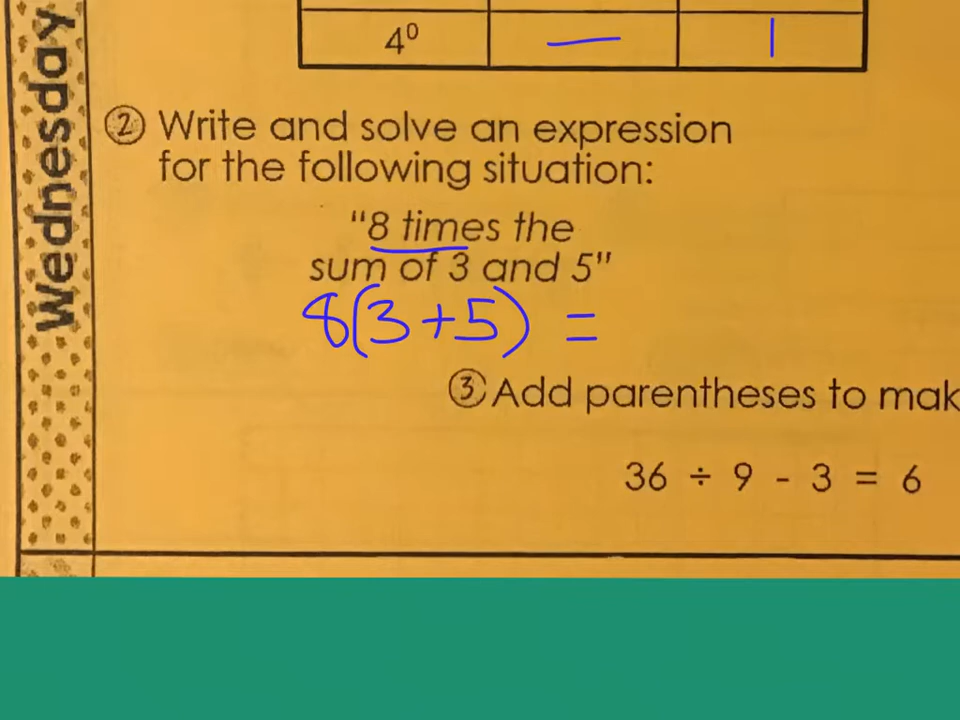 Wednesday
4⁰ — 1
② Write and solve an expression
for the following situation:
"8 times the
sum of 3 and 5"
8(3+5) =
③ Add parentheses to mak
36 ÷ 9 - 3 = 6